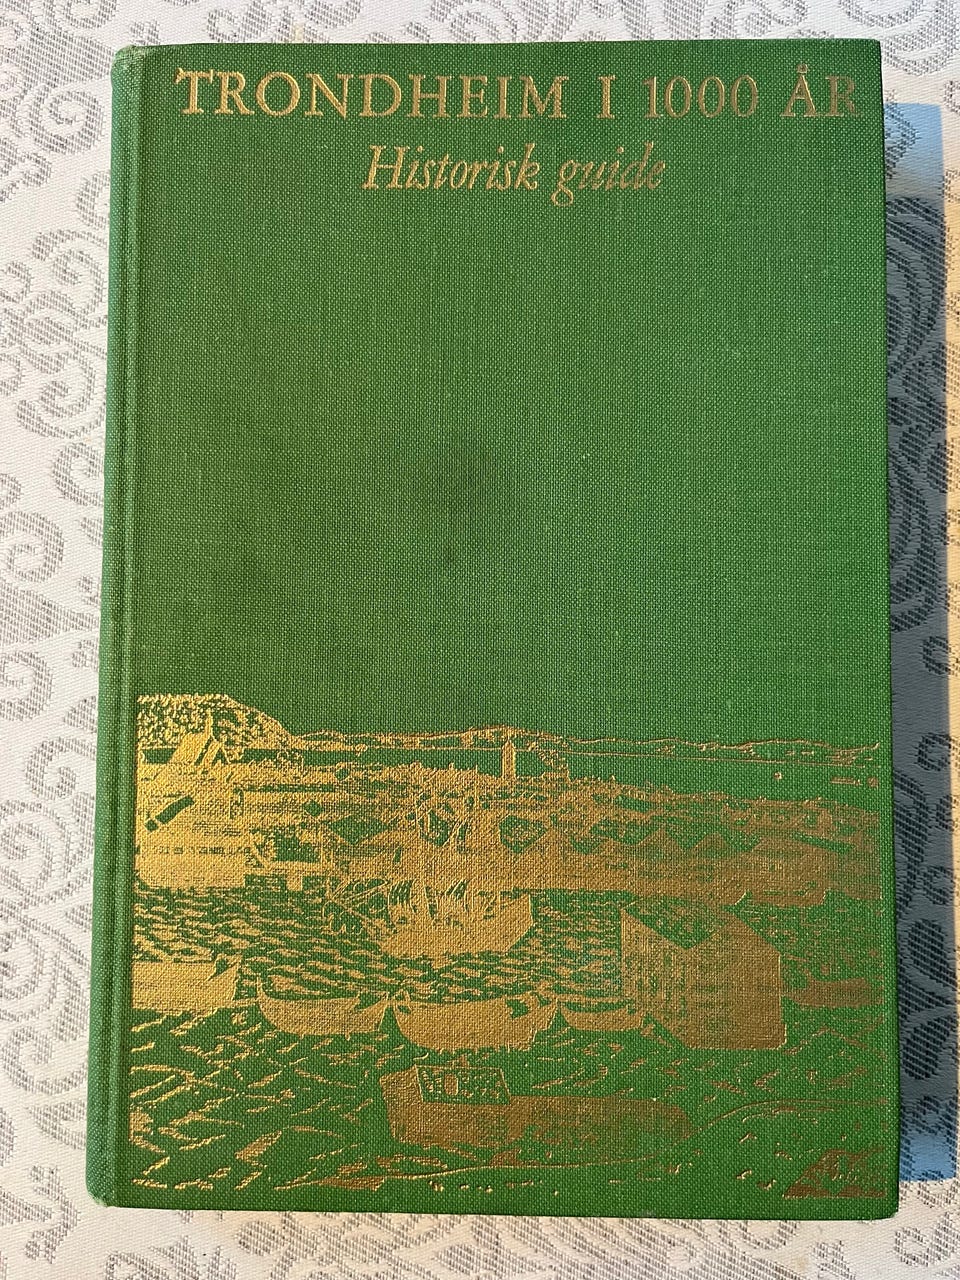 TRONDHEIM I 1000 ÅR
Historisk guide